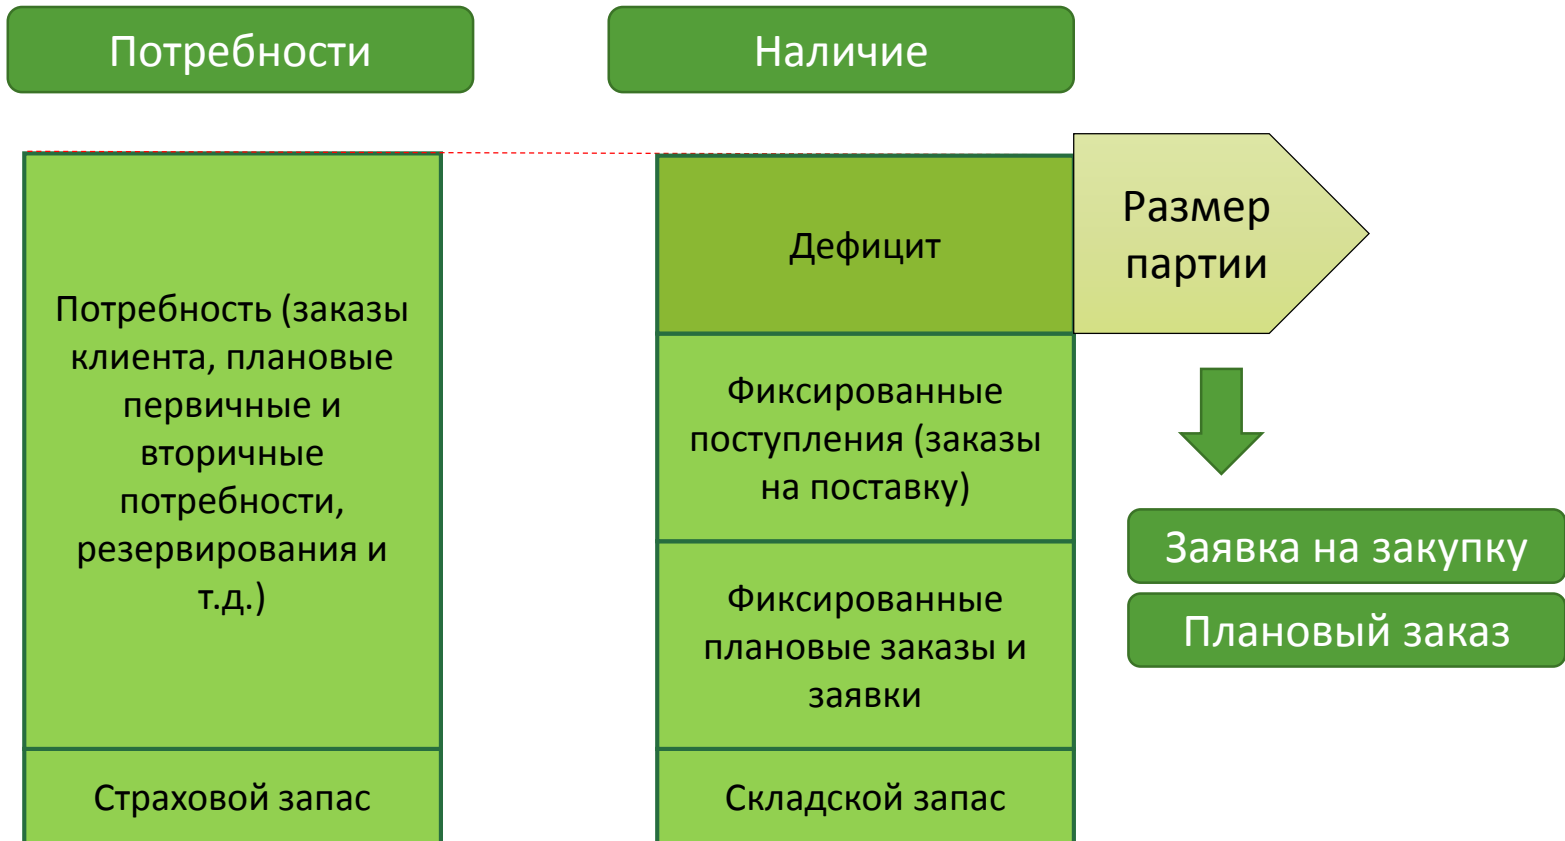 Потребности
Наличие
Потребность (заказы
клиента, плановые
первичные и
вторичные
потребности,
резервирования и
т.д.)
Страховой запас
Дефицит
Фиксированные
поступления (заказы
на поставку)
Фиксированные
плановые заказы и
заявки
Складской запас
Размер
партии
Заявка на закупку
Плановый заказ